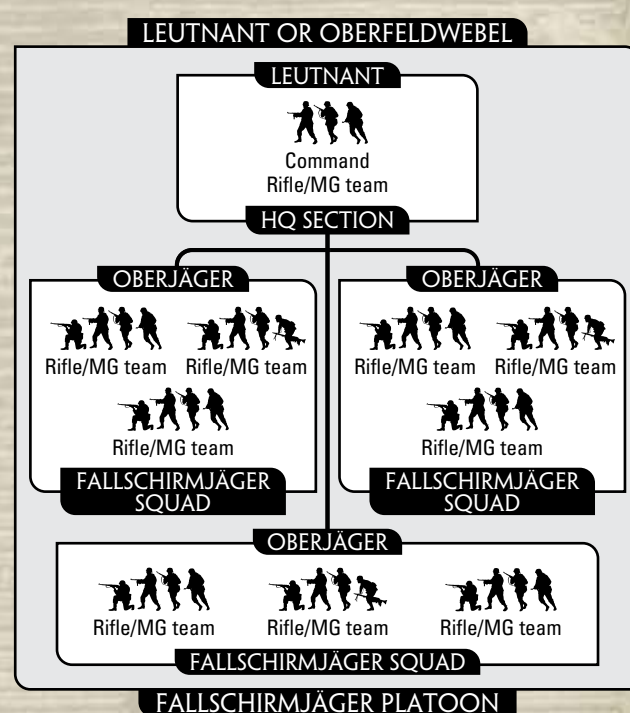 LEUTNANT OR OBERFELDWEBEL
LEUTNANT
Command
Rifle/MG team
HQ SECTION
OBERJÄGER
Rifle/MG team Rifle/MG team
Rifle/MG team
FALLSCHIRMJÄGER
SQUAD
OBERJÄGER
Rifle/MG team Rifle/MG team
Rifle/MG team
FALLSCHIRMJÄGER
SQUAD
OBERJÄGER
Rifle/MG team Rifle/MG team Rifle/MG team
FALLSCHIRMJÄGER SQUAD
FALLSCHIRMJÄGER PLATOON